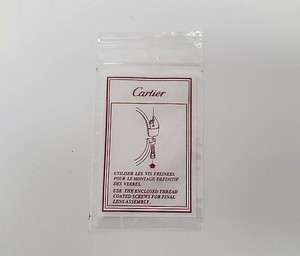 Cartier
UTILISER LES VIS FREINEES
POUR LE MONTAGE DEFINITIF
DES VERRES.
USE THE ENCLOSED THREAD
COATED SCREWS FOR FINAL
LENS ASSEMBLY.